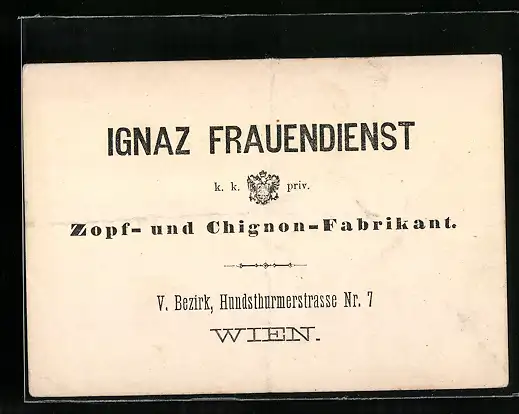 IGNAZ FRAUENDIENST
k. k. priv.
Zopf- und Chignon-Fabrikant.
V. Bezirk, Hundsthurmerstrasse Nr. 7
WIEN.